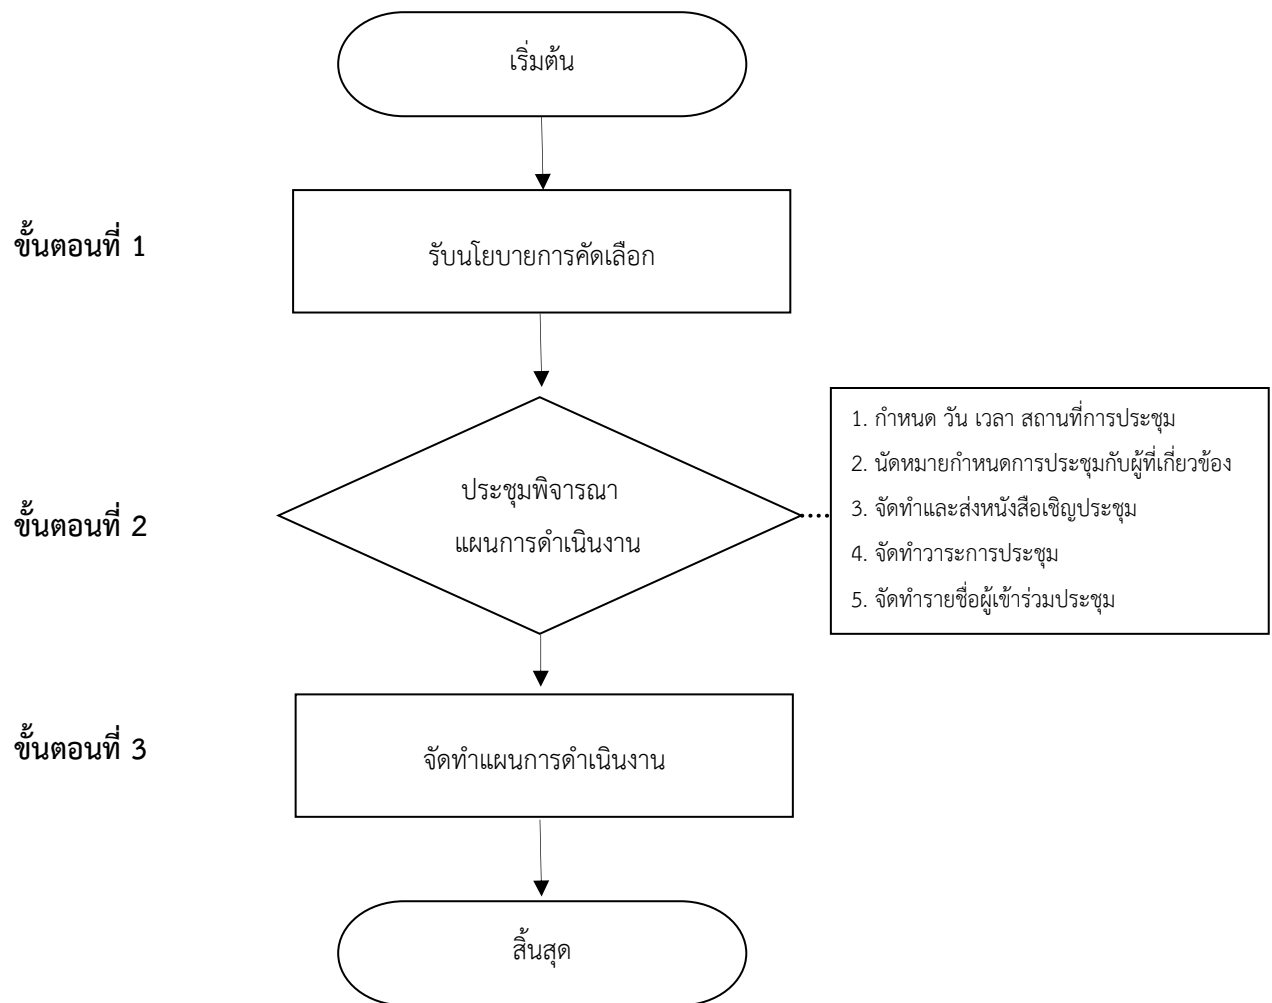 เริ่มต้น
ขั้นตอนที่ 1
รับนโยบายการคัดเลือก
ขั้นตอนที่ 2
ประชุมพิจารณา
แผนการดำเนินงาน
1. กำหนด วัน เวลา สถานที่การประชุม
2. นัดหมายกำหนดการประชุมกับผู้ที่เกี่ยวข้อง
3. จัดทำและส่งหนังสือเชิญประชุม
4. จัดทำวาระการประชุม
5. จัดทำรายชื่อผู้เข้าร่วมประชุม
ขั้นตอนที่ 3
จัดทำแผนการดำเนินงาน
สิ้นสุด